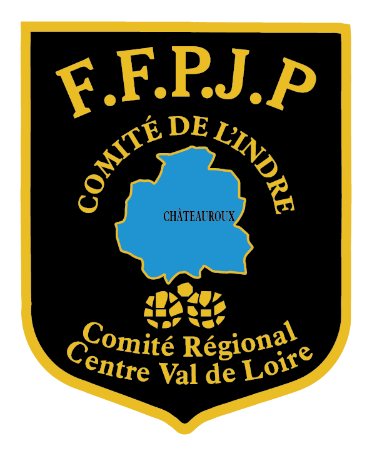 F.F.P.J.P
COMITÉ DE L'INDRE
CHÂTEAUROUX
Comité Régional
Centre Val de Loire